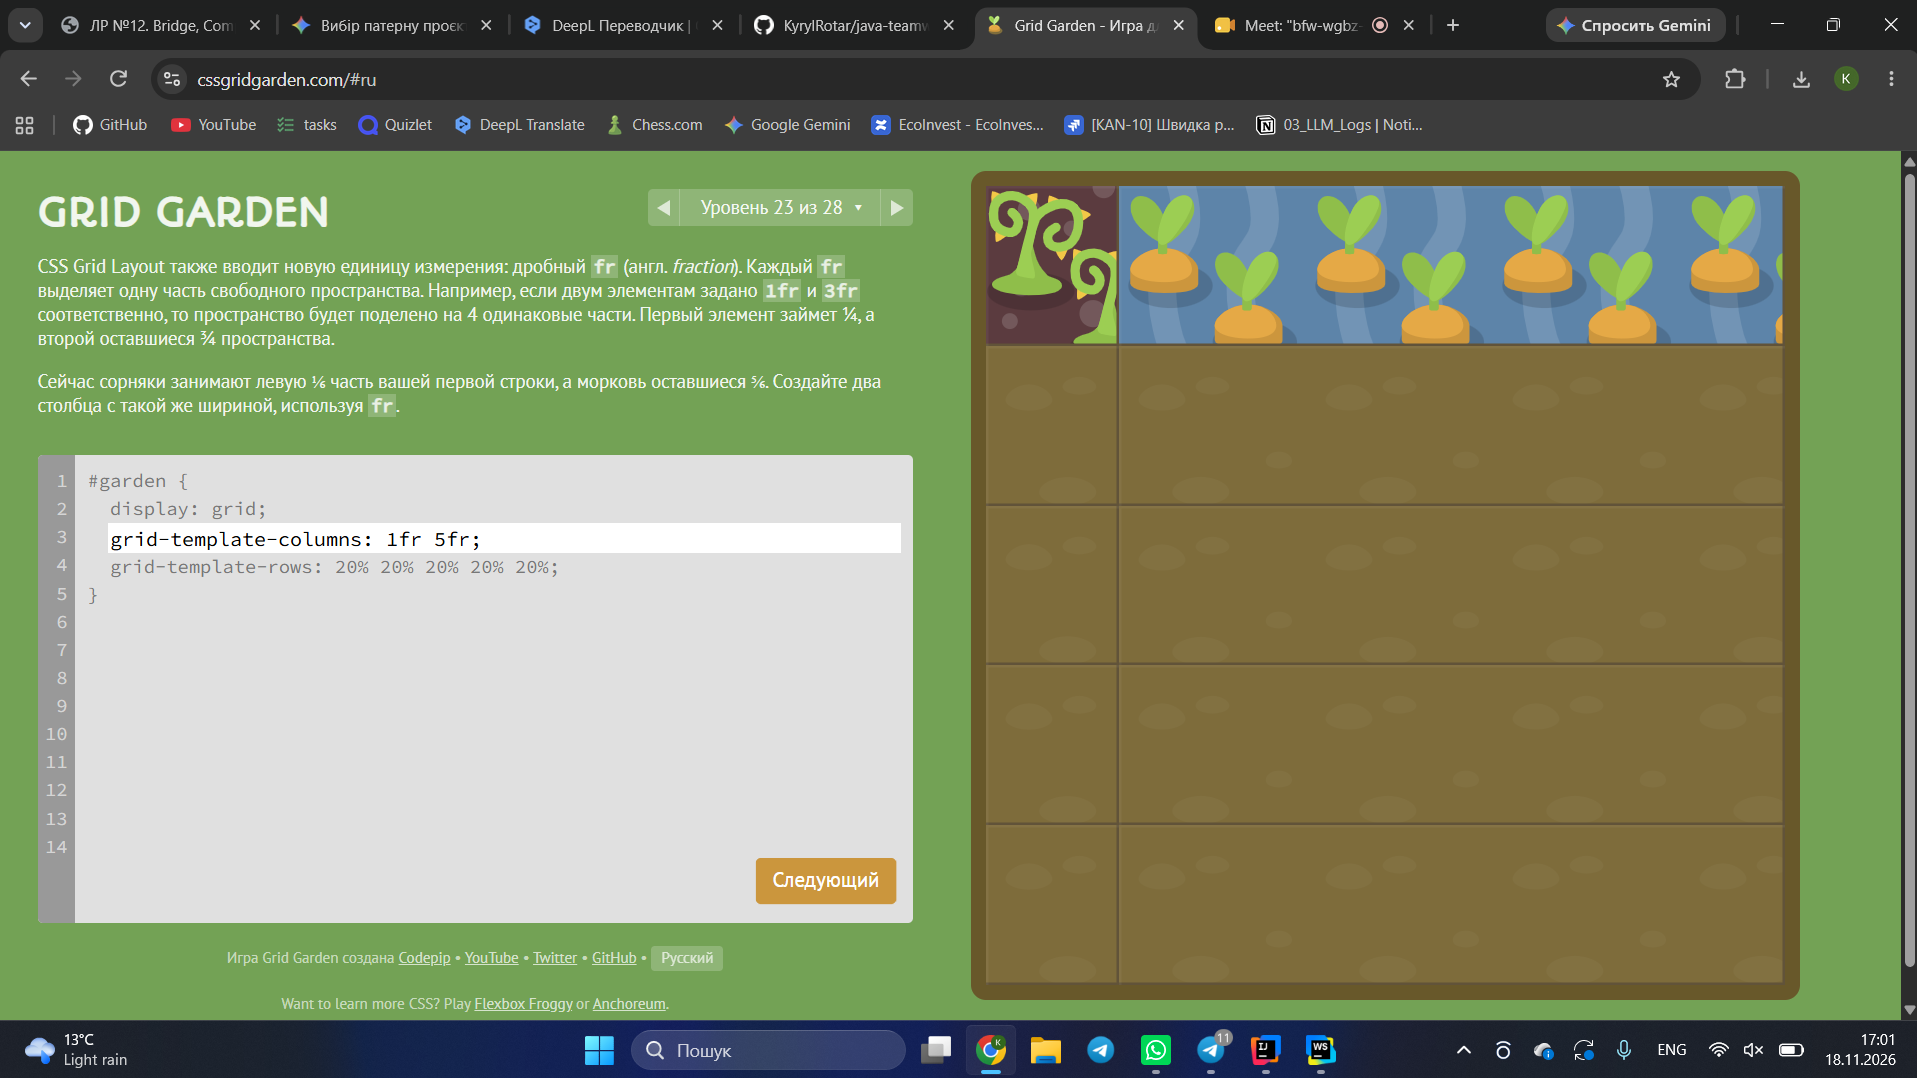 ЛР №12. Bridge, Com
Вибір патерну проєк
DeepL Переводчик |
KyrylRotar/java-teamw
Grid Garden - Игра д
Meet: "bfw-wgbz-
Спросить Gemini
cssgridgarden.com/#ru
K
GitHub
YouTube
tasks
Quizlet
DeepL Translate
Chess.com
Google Gemini
EcoInvest - EcoInves...
[KAN-10] Швидка р...
03_LLM_Logs | Noti...
GRID GARDEN
Уровень 23 из 28
CSS Grid Layout также вводит новую единицу измерения: дробный fr (англ. fraction). Каждый fr
выделяет одну часть свободного пространства. Например, если двум элементам задано 1fr и 3fr
соответственно, то пространство будет поделено на 4 одинаковые части. Первый элемент займет ¼, а
второй оставшиеся ¾ пространства.
Сейчас сорняки занимают левую ⅙ часть вашей первой строки, а морковь оставшиеся ⅚. Создайте два
столбца с такой же шириной, используя fr.
1 #garden {
2 display: grid;
3 grid-template-columns: 1fr 5fr;
4 grid-template-rows: 20% 20% 20% 20% 20%;
5 }
6
7
8
9
10
11
12
13
14
Следующий
Игра Grid Garden создана Codepip • YouTube • Twitter • GitHub • Русский
Want to learn more CSS? Play Flexbox Froggy or Anchoreum.
13°C
Light rain
Пошук
K
11
IJ
WS
ENG
17:01
18.11.2026